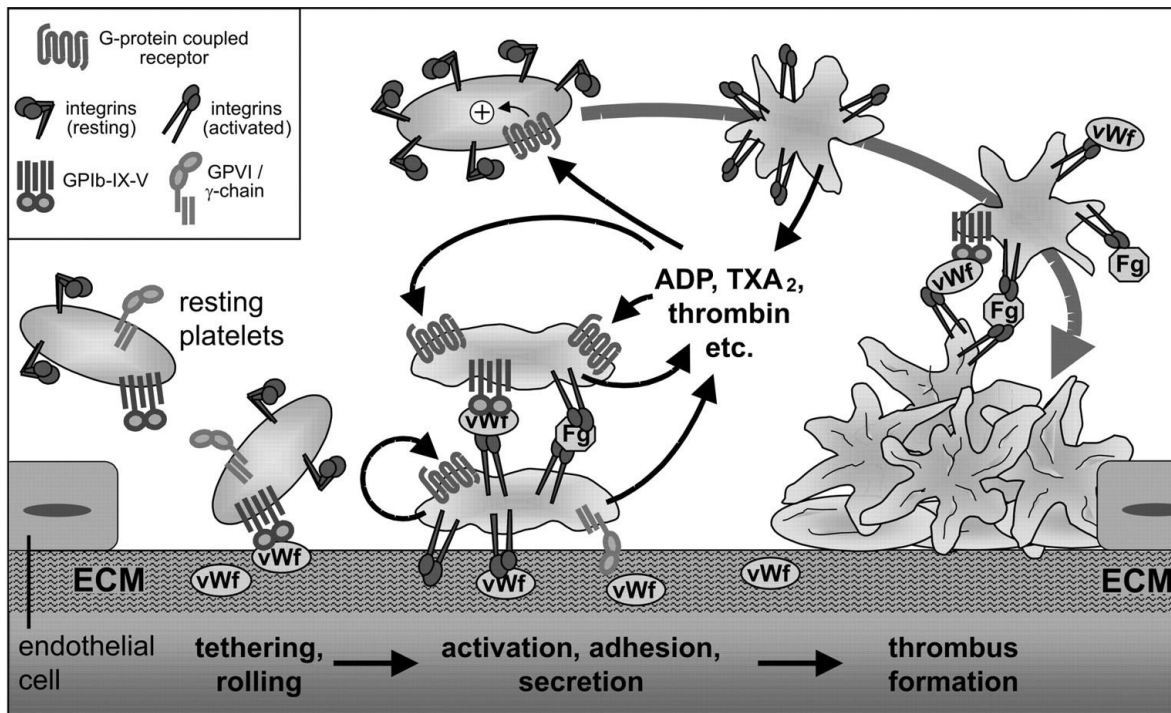 G-protein coupled
receptor
integrins
(resting)
integrins
(activated)
GPIb-IX-V
GPVI /
γ-chain
resting
platelets
ADP, TXA₂,
thrombin
etc.
vWf
Fg
vWf
Fg
vWf
Fg
vWf
vWf
vWf
vWf
vWf
ECM
ECM
endothelial
cell
tethering,
rolling
activation, adhesion,
secretion
thrombus
formation
vWf